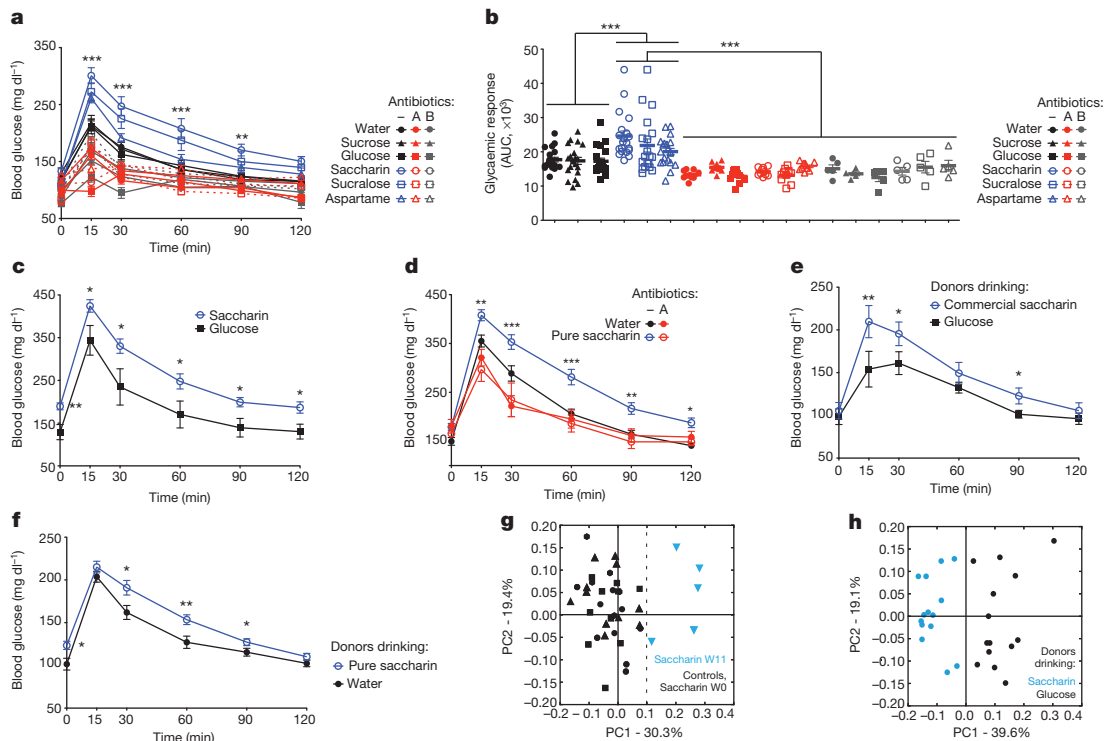 a
Blood glucose (mg dl⁻¹)
350
250
150
50
***
***
***
**
0 15 30 60 90 120
Time (min)
Antibiotics:
– A B
Water
Sucrose
Glucose
Saccharin
Sucralose
Aspartame
b
Glycaemic response
(AUC, ×10³)
50
40
30
20
10
0
***
***
Antibiotics:
– A B
Water
Sucrose
Glucose
Saccharin
Sucralose
Aspartame
c
Blood glucose (mg dl⁻¹)
450
350
250
150
50
**
*
*
*
*
*
Saccharin
Glucose
0 15 30 60 90 120
Time (min)
d
Blood glucose (mg dl⁻¹)
450
350
250
150
**
***
***
**
*
Antibiotics:
– A
Water
Pure saccharin
0 15 30 60 90 120
Time (min)
e
Blood glucose (mg dl⁻¹)
250
200
150
100
50
**
*
*
Donors drinking:
Commercial saccharin
Glucose
0 15 30 60 90 120
Time (min)
f
Blood glucose (mg dl⁻¹)
250
200
150
100
50
*
*
**
*
Donors drinking:
Pure saccharin
Water
0 15 30 60 90 120
Time (min)
g
PC2 - 19.4%
0.20
0.15
0.10
0.05
0.00
−0.05
−0.10
−0.15
−0.20
Saccharin W11
Controls,
Saccharin W0
−0.2 −0.1 0.0 0.1 0.2 0.3 0.4
PC1 - 30.3%
h
PC2 - 19.1%
0.20
0.15
0.10
0.05
0.00
−0.05
−0.10
−0.15
−0.20
Donors
drinking:
Saccharin
Glucose
−0.2 −0.1 0.0 0.1 0.2 0.3 0.4
PC1 - 39.6%